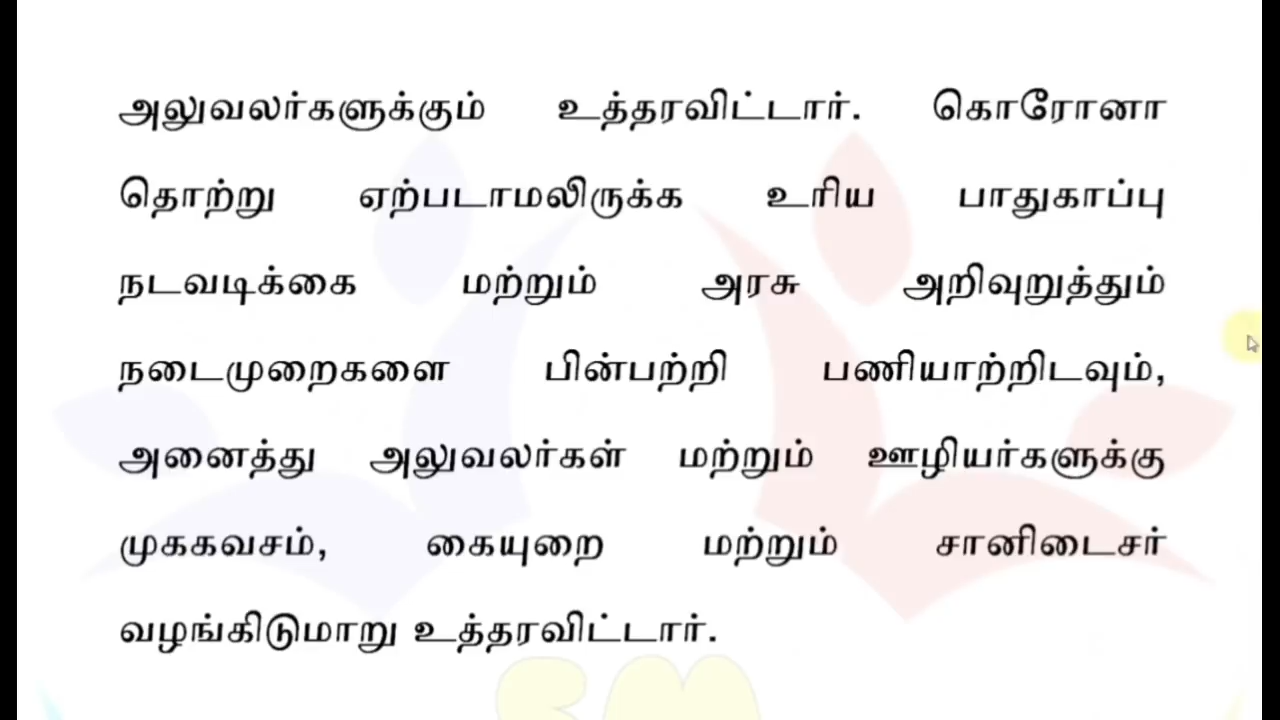 அலுவலர்களுக்கும் உத்தரவிட்டார். கொரோனா
தொற்று ஏற்படாமலிருக்க உரிய பாதுகாப்பு
நடவடிக்கை மற்றும் அரசு அறிவுறுத்தும்
நடைமுறைகளை பின்பற்றி பணியாற்றிடவும்,
அனைத்து அலுவலர்கள் மற்றும் ஊழியர்களுக்கு
முககவசம், கையுறை மற்றும் சானிடைசர்
வழங்கிடுமாறு உத்தரவிட்டார்.
SM